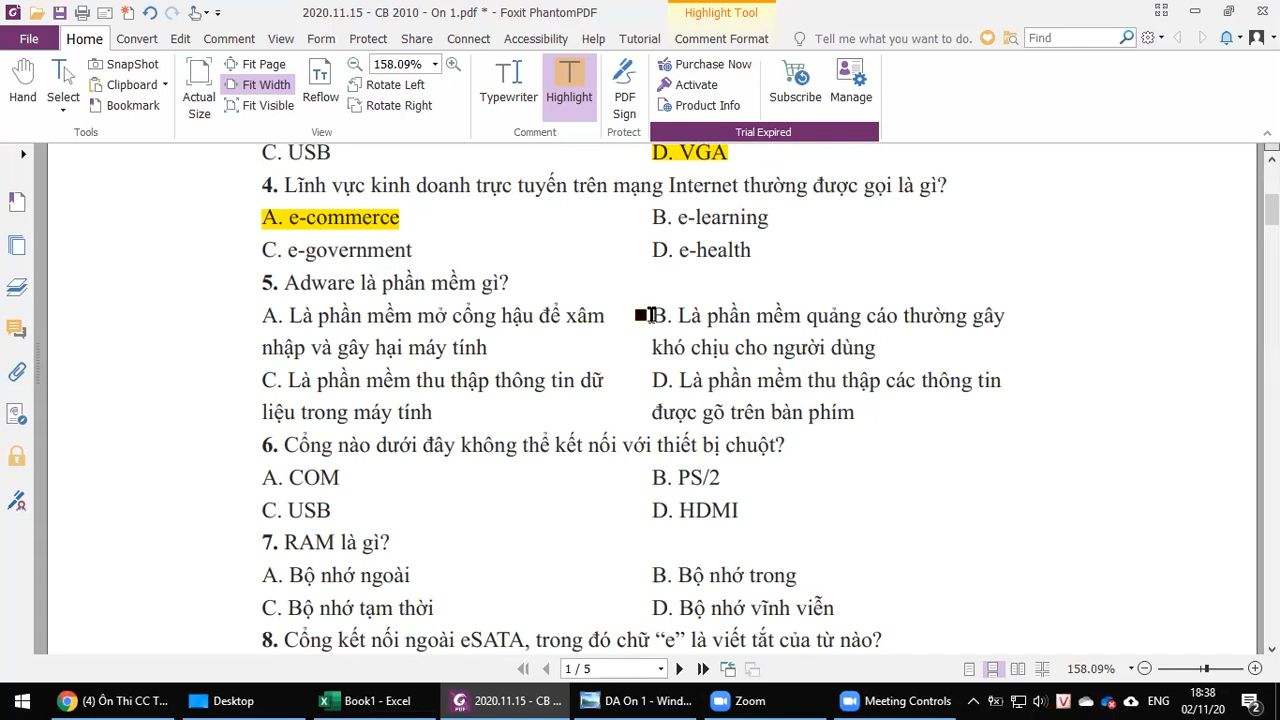 2020.11.15 - CB 2010 - On 1.pdf * - Foxit PhantomPDF
Highlight Tool
File Home Convert Edit Comment View Form Protect Share Connect Accessibility Help Tutorial Comment Format Tell me what you want to do. Find
Hand
Select
SnapShot
Clipboard
Bookmark
Tools
Actual
Size
Fit Page
Fit Width
Fit Visible
Reflow
158.09%
Rotate Left
Rotate Right
View
Typewriter
Highlight
Comment
PDF
Sign
Protect
Purchase Now
Activate
Product Info
Subscribe
Manage
Trial Expired
C. USB D. VGA
4. Lĩnh vực kinh doanh trực tuyến trên mạng Internet thường được gọi là gì?
A. e-commerce B. e-learning
C. e-government D. e-health
5. Adware là phần mềm gì?
A. Là phần mềm mở cổng hậu để xâm B. Là phần mềm quảng cáo thường gây
nhập và gây hại máy tính khó chịu cho người dùng
C. Là phần mềm thu thập thông tin dữ D. Là phần mềm thu thập các thông tin
liệu trong máy tính được gõ trên bàn phím
6. Cổng nào dưới đây không thể kết nối với thiết bị chuột?
A. COM B. PS/2
C. USB D. HDMI
7. RAM là gì?
A. Bộ nhớ ngoài B. Bộ nhớ trong
C. Bộ nhớ tạm thời D. Bộ nhớ vĩnh viễn
8. Cổng kết nối ngoài eSATA, trong đó chữ “e” là viết tắt của từ nào?
1 / 5 158.09%
(4) Ôn Thi CC T... Desktop Book1 - Excel 2020.11.15 - CB ... DA On 1 - Wind... Zoom Meeting Controls ENG
18:38
02/11/20
2